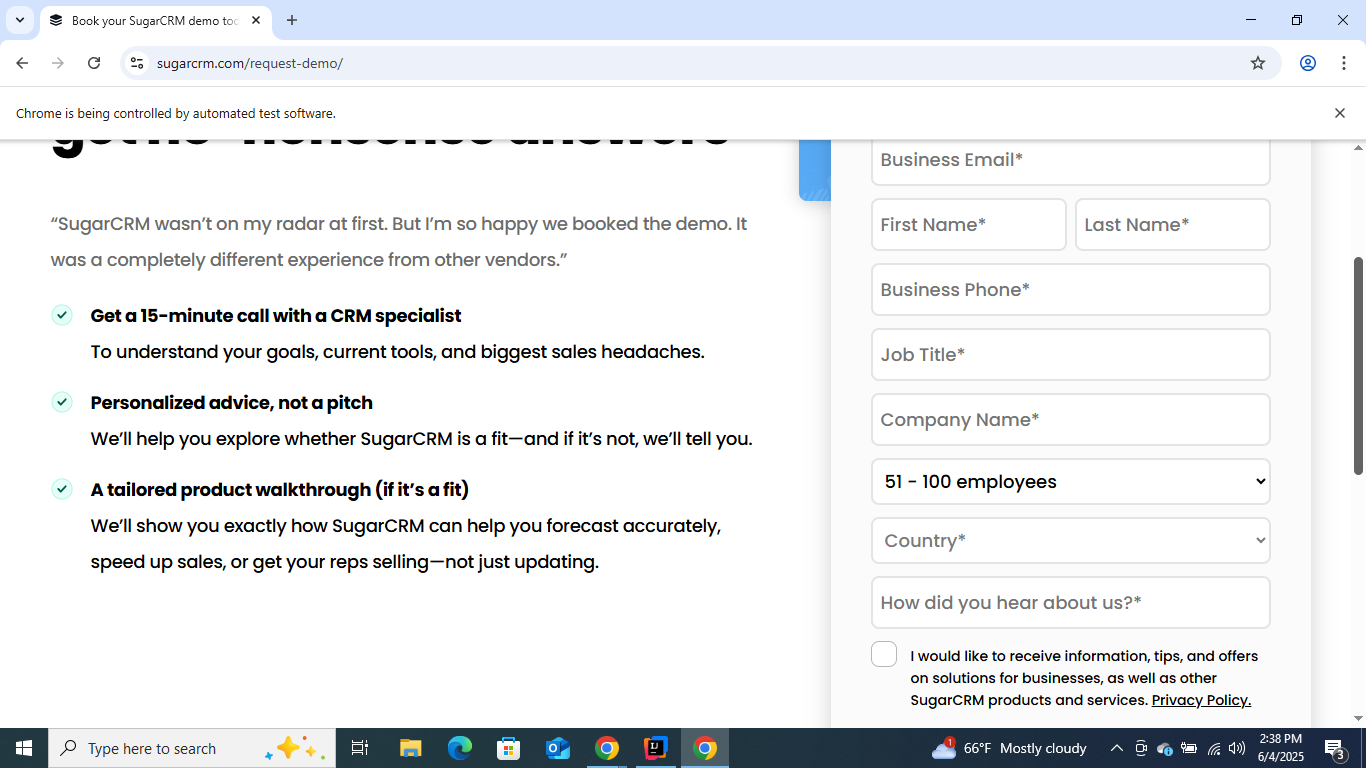 Book your SugarCRM demo
sugarcrm.com/request-demo/
Chrome is being controlled by automated test software.
get no-nonsense answers
“SugarCRM wasn’t on my radar at first. But I’m so happy we booked the demo. It
was a completely different experience from other vendors.”
Get a 15-minute call with a CRM specialist
To understand your goals, current tools, and biggest sales headaches.
Personalized advice, not a pitch
We’ll help you explore whether SugarCRM is a fit—and if it’s not, we’ll tell you.
A tailored product walkthrough (if it’s a fit)
We’ll show you exactly how SugarCRM can help you forecast accurately,
speed up sales, or get your reps selling—not just updating.
Business Email*
First Name* Last Name*
Business Phone*
Job Title*
Company Name*
51 - 100 employees
Country*
How did you hear about us?*
I would like to receive information, tips, and offers
on solutions for businesses, as well as other
SugarCRM products and services. Privacy Policy.
Type here to search
1
66°F Mostly cloudy
2:38 PM
6/4/2025
3